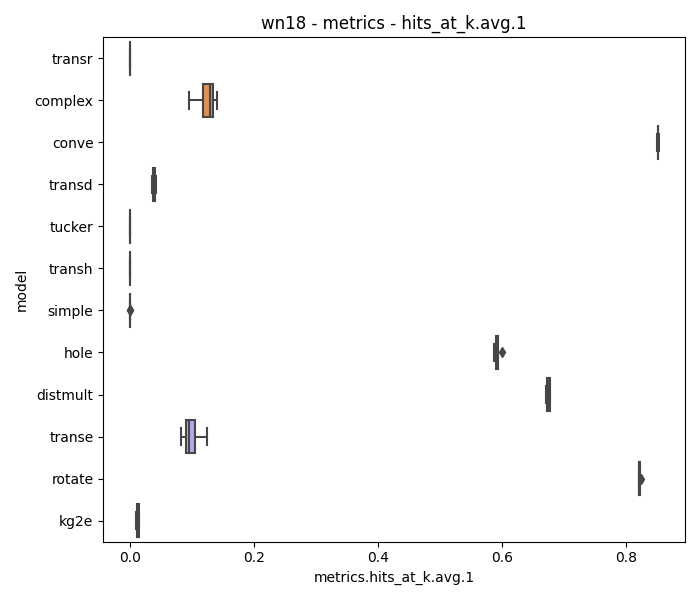 wn18 - metrics - hits_at_k.avg.1
transr
complex
conve
transd
tucker
transh
simple
hole
distmult
transe
rotate
kg2e
model
0.0 0.2 0.4 0.6 0.8
metrics.hits_at_k.avg.1